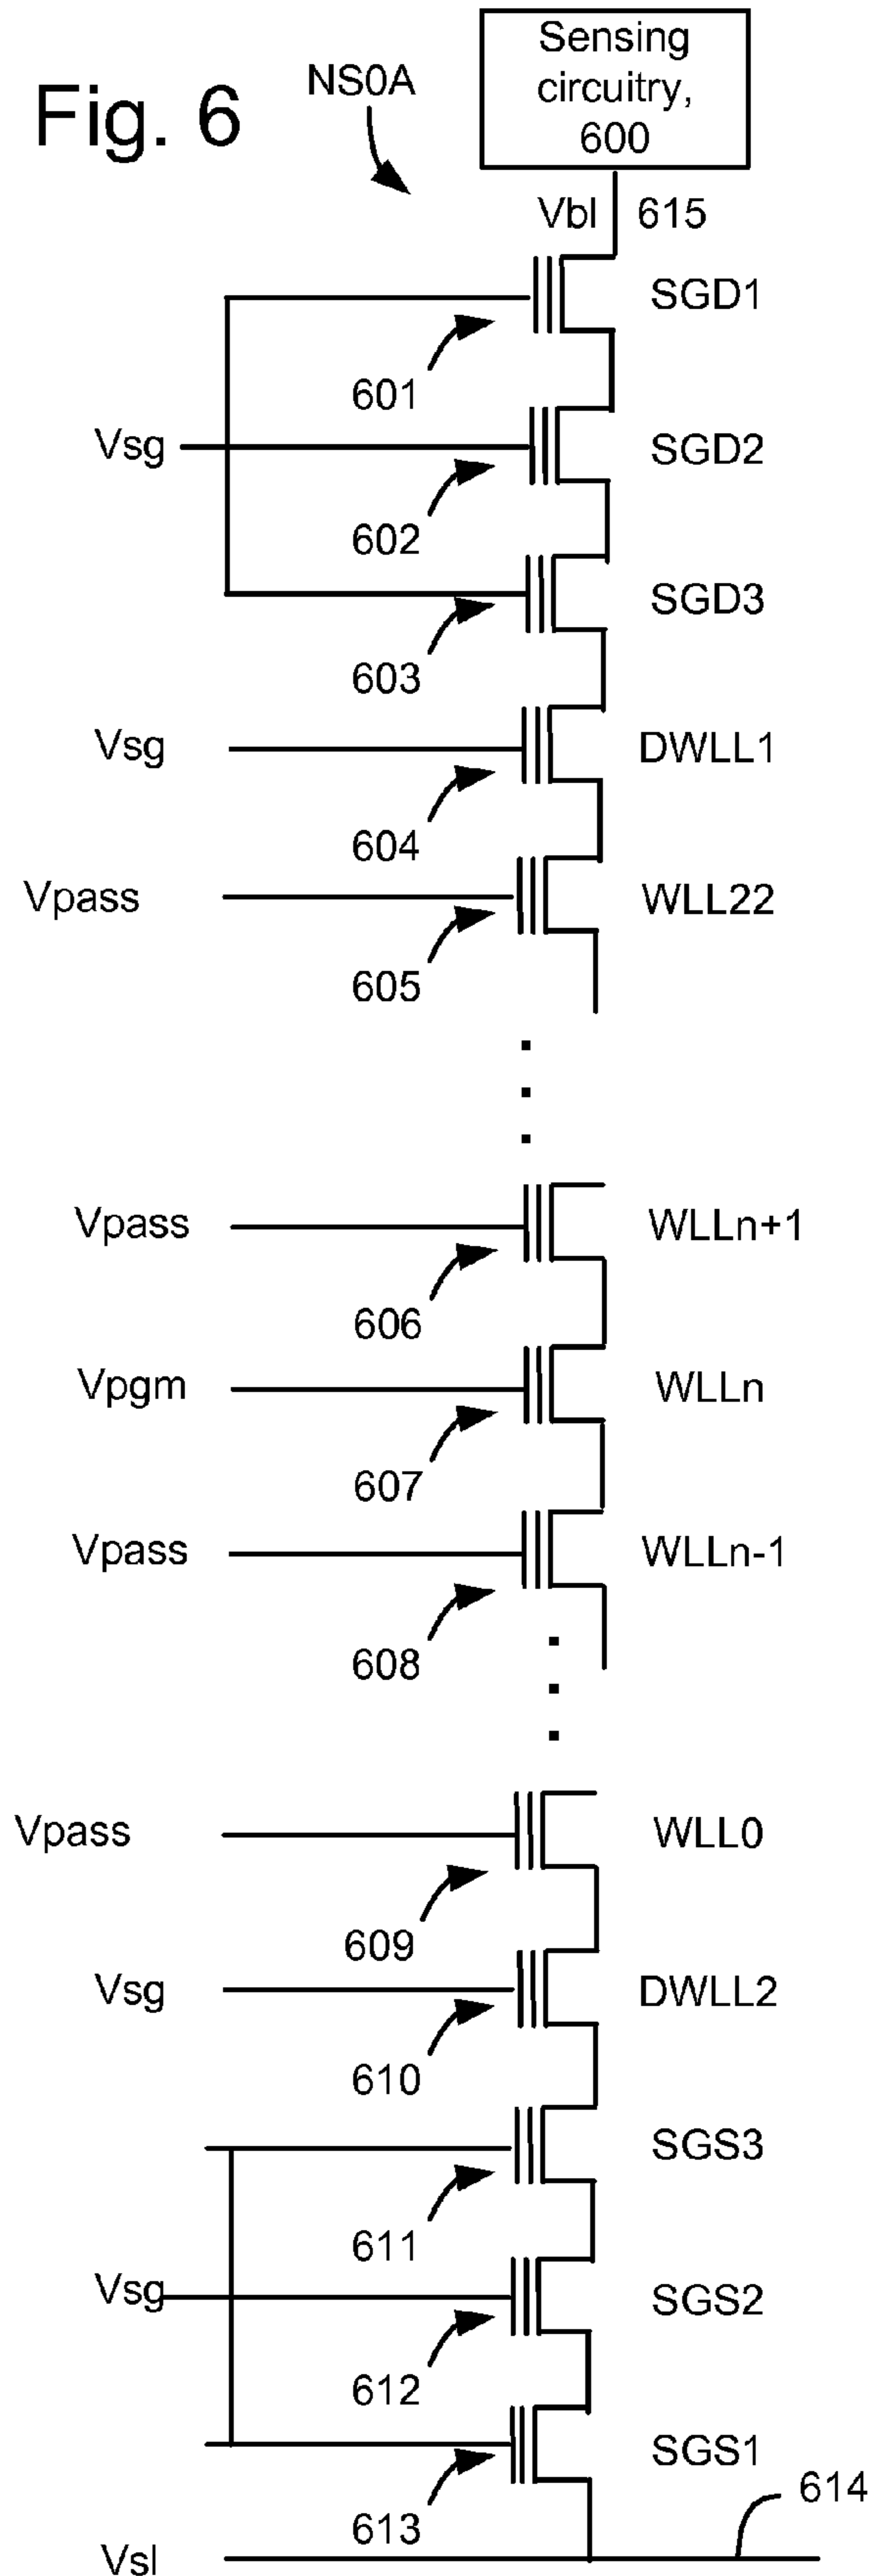 Fig. 6
NS0A
Sensing
circuitry,
600
Vbl 615
SGD1
601
Vsg
SGD2
602
SGD3
603
Vsg
DWLL1
604
Vpass
WLL22
605
Vpass
WLLn+1
606
Vpgm
WLLn
607
Vpass
WLLn-1
608
Vpass
WLL0
609
Vsg
DWLL2
610
SGS3
611
Vsg
SGS2
612
SGS1
613
614
Vsl